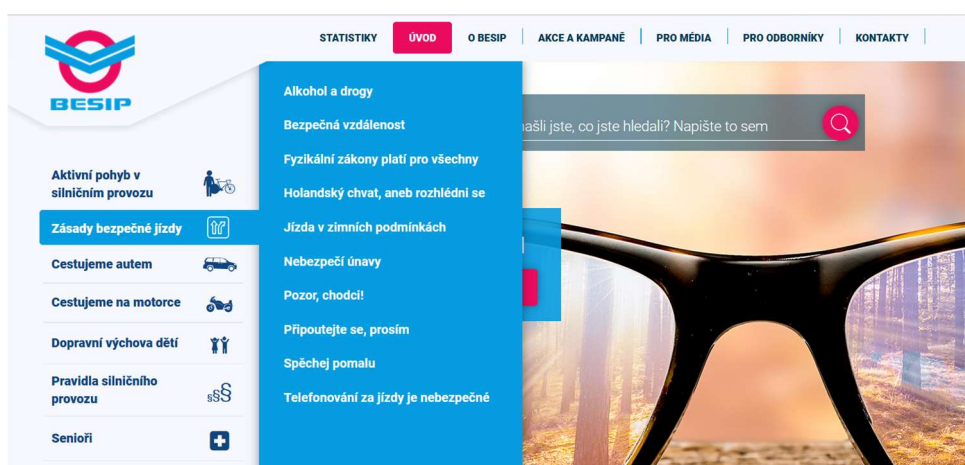 STATISTIKY ÚVOD O BESIP AKCE A KAMPANĚ PRO MÉDIA PRO ODBORNÍKY KONTAKTY
BESIP
Aktivní pohyb v
silničním provozu
Zásady bezpečné jízdy
Cestujeme autem
Cestujeme na motorce
Dopravní výchova dětí
Pravidla silničního
provozu
§§§
Senioři
Alkohol a drogy
Bezpečná vzdálenost
Fyzikální zákony platí pro všechny
Holandský chvat, aneb rozhlédni se
Jízda v zimních podmínkách
Nebezpečí únavy
Pozor, chodci!
Připoutejte se, prosím
Spěchej pomalu
Telefonování za jízdy je nebezpečné
jste, co jste hledali? Napište to sem